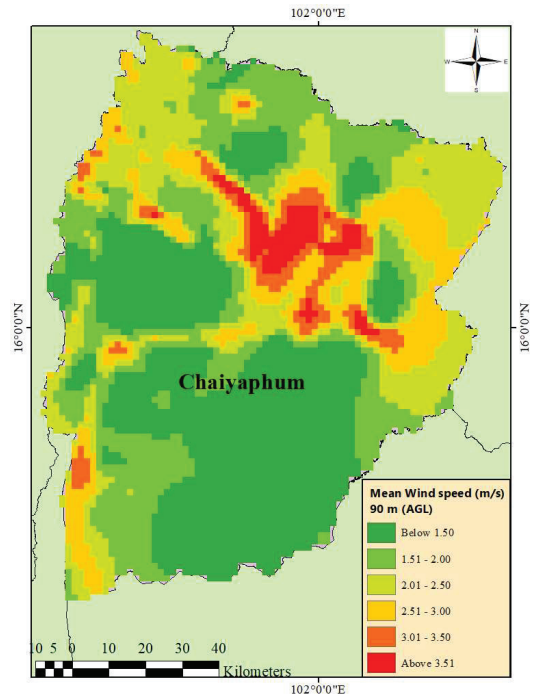 102°0'0"E
N
W
E
S
16°0'0"N
16°0'0"N
Chaiyaphum
Mean Wind speed (m/s)
90 m (AGL)
Below 1.50
1.51 - 2.00
2.01 - 2.50
2.51 - 3.00
3.01 - 3.50
Above 3.51
10 5 0 10 20 30 40
Kilometers
102°0'0"E